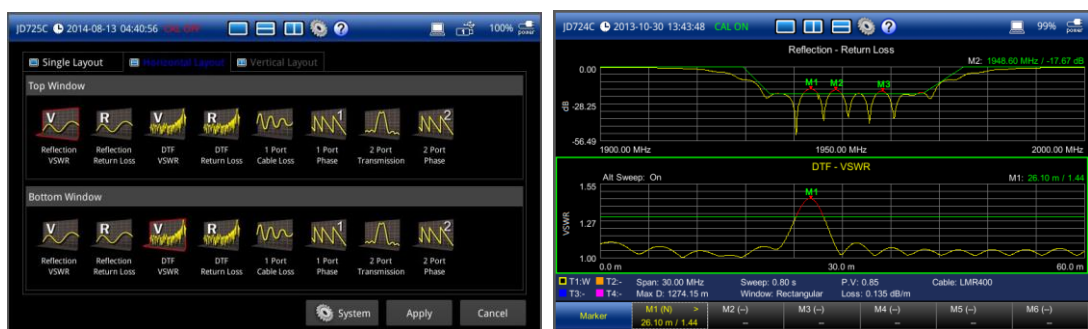 JD725C 2014-08-13 04:40:56 CAL OFF 100%
Single Layout Horizontal Layout Vertical Layout
Top Window
V R V R 1 2
Reflection VSWR
Reflection Return Loss
DTF VSWR
DTF Return Loss
1 Port Cable Loss
1 Port Phase
2 Port Transmission
2 Port Phase
Bottom Window
V R V R 1 2
Reflection VSWR
Reflection Return Loss
DTF VSWR
DTF Return Loss
1 Port Cable Loss
1 Port Phase
2 Port Transmission
2 Port Phase
System Apply Cancel
JD724C 2013-10-30 13:43:48 CAL ON 99%
Reflection - Return Loss
M2: 1948.60 MHz / -17.67 dB
0.00
M1 M2 M3
dB
-28.25
-56.49
1900.00 MHz 1950.00 MHz 2000.00 MHz
DTF - VSWR
Alt Sweep: On M1: 26.10 m / 1.44
1.55
M1
VSWR
1.27
1.00
0.0 m 30.0 m 60.0 m
T1:W T2:- Span: 30.00 MHz Sweep: 0.80 s P.V: 0.85 Cable: LMR400
T3:- T4:- Max D: 1274.15 m Window: Rectangular Loss: 0.135 dB/m
Marker M1 (N) > M2 (--) M3 (--) M4 (--) M5 (--) M6 (--)
26.10 m / 1.44 -- -- -- -- --